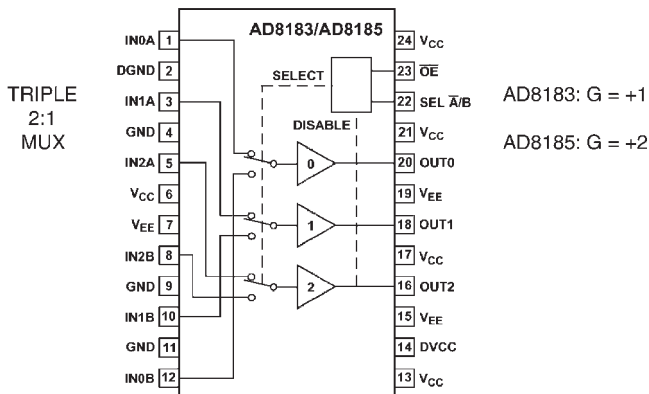 AD8183/AD8185
TRIPLE
2:1
MUX
IN0A 1
DGND 2
IN1A 3
GND 4
IN2A 5
VCC 6
VEE 7
IN2B 8
GND 9
IN1B 10
GND 11
IN0B 12
SELECT
DISABLE
0
1
2
24 VCC
23 OE
22 SEL A/B
21 VCC
20 OUT0
19 VEE
18 OUT1
17 VCC
16 OUT2
15 VEE
14 DVCC
13 VCC
AD8183: G = +1
AD8185: G = +2